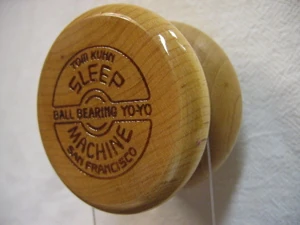 TOM KUHN
SLEEP
BALL BEARING YO-YO
MACHINE
SAN FRANCISCO